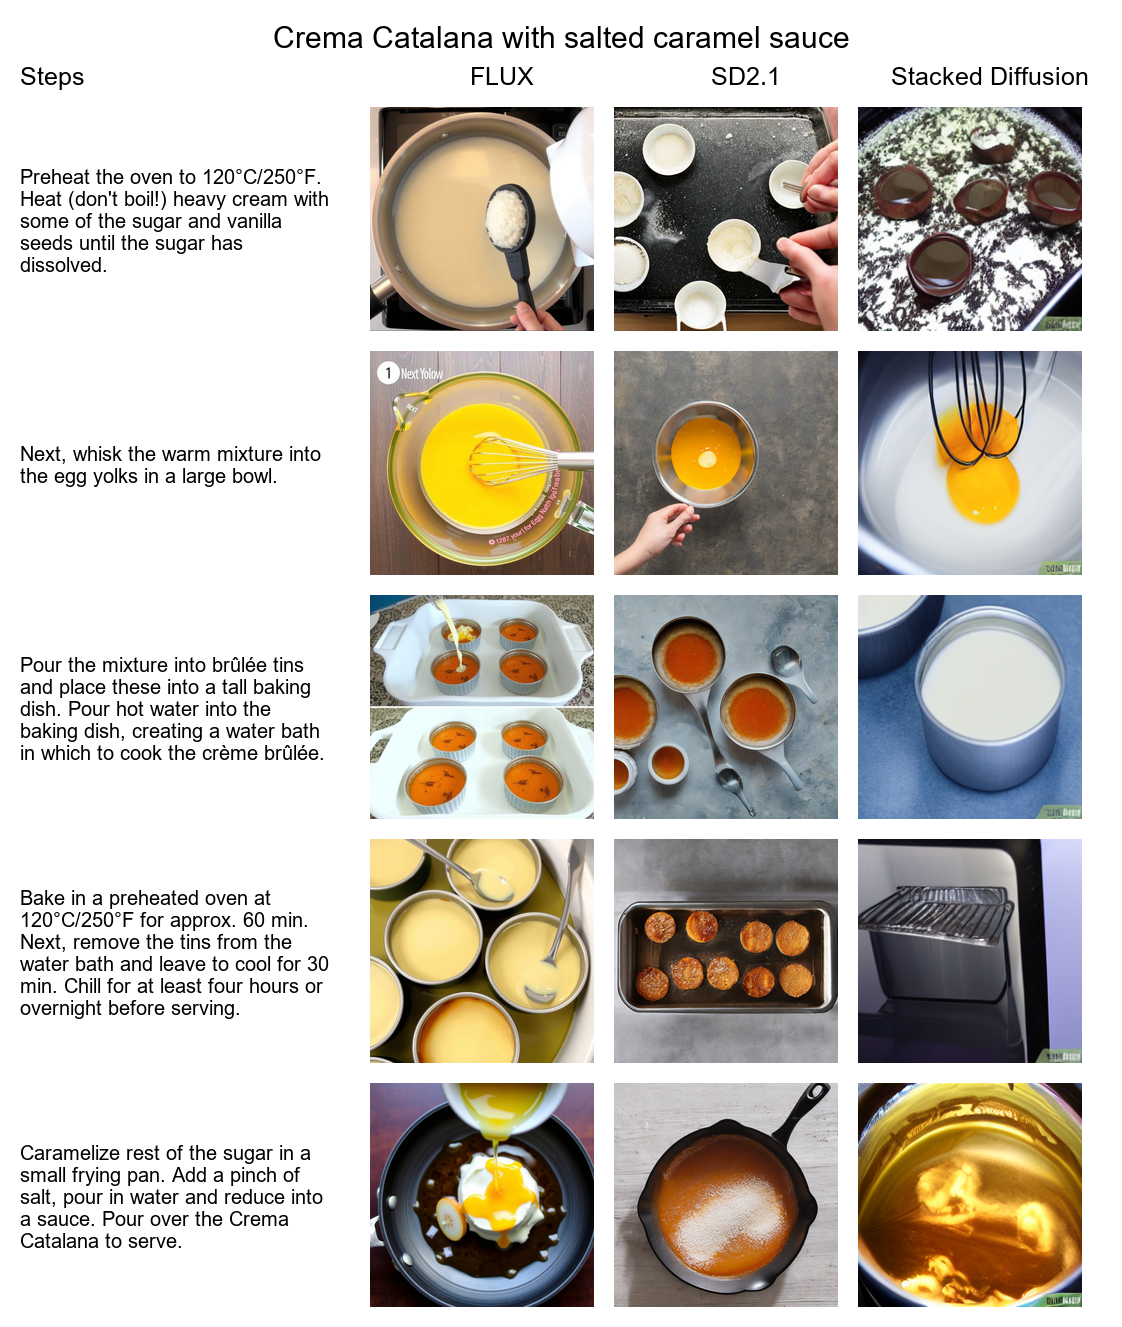 Crema Catalana with salted caramel sauce
Steps
FLUX
SD2.1
Stacked Diffusion
Preheat the oven to 120°C/250°F.
Heat (don't boil!) heavy cream with
some of the sugar and vanilla
seeds until the sugar has
dissolved.
1 Next Yolow
NEXT
Next, whisk the warm mixture into
the egg yolks in a large bowl.
Pour the mixture into brûlée tins
and place these into a tall baking
dish. Pour hot water into the
baking dish, creating a water bath
in which to cook the crème brûlée.
Bake in a preheated oven at
120°C/250°F for approx. 60 min.
Next, remove the tins from the
water bath and leave to cool for 30
min. Chill for at least four hours or
overnight before serving.
Caramelize rest of the sugar in a
small frying pan. Add a pinch of
salt, pour in water and reduce into
a sauce. Pour over the Crema
Catalana to serve.